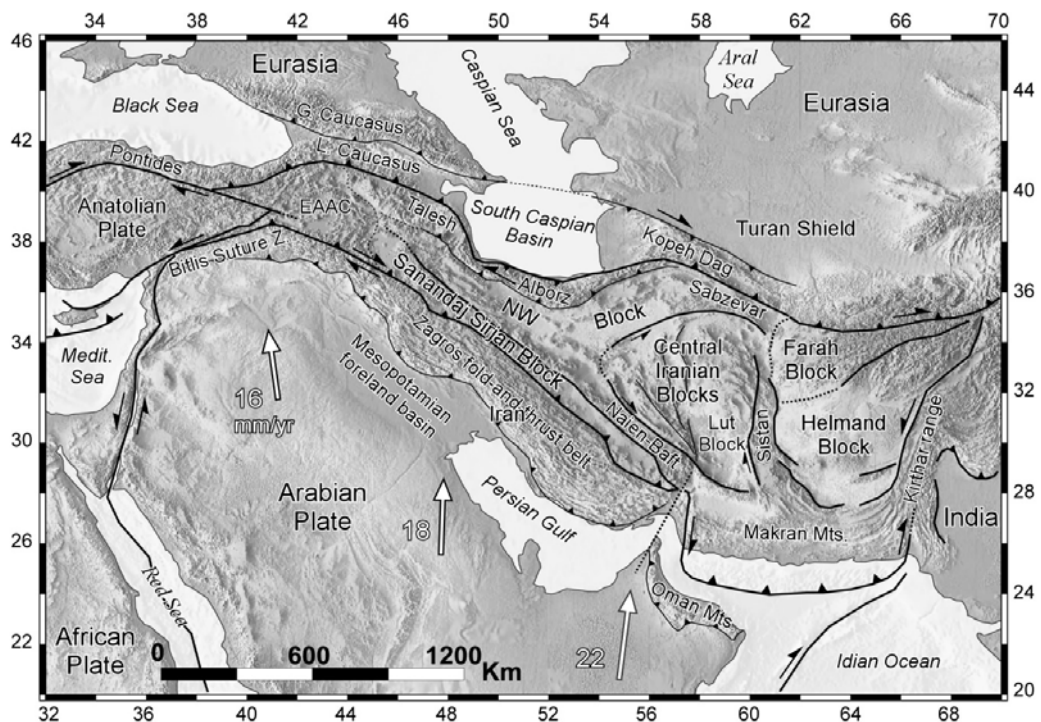 34 38 42 46 50 54 58 62 66 70
46
Eurasia
Aral
Sea
Caspian Sea
Eurasia
44
Black Sea
G. Caucasus
42
L. Caucasus
Pontides
40
40
EAAC
Talesh
South Caspian
Basin
Turan Shield
Anatolian
Plate
38
Kopeh Dag
Bitlis Suture Z
Alborz
Sabzevar
36
36
Sanandaj Sirjan Block
NW
Block
34
Medit.
Sea
Zagros fold-and-thrust belt
Iran
Mesopotamian
foreland basin
Central
Iranian
Blocks
Farah
Block
32
16
mm/yr
32
Naien-Baft
Lut
Block
Sistan
Helmand
Block
Kirthar range
30
Arabian
Plate
18
Persian Gulf
28
28
Makran Mts.
India
26
Red Sea
Oman Mts.
24
24
African
Plate
22
0 600 1200 Km
22
Idian Ocean
20
32 36 40 44 48 52 56 60 64 68